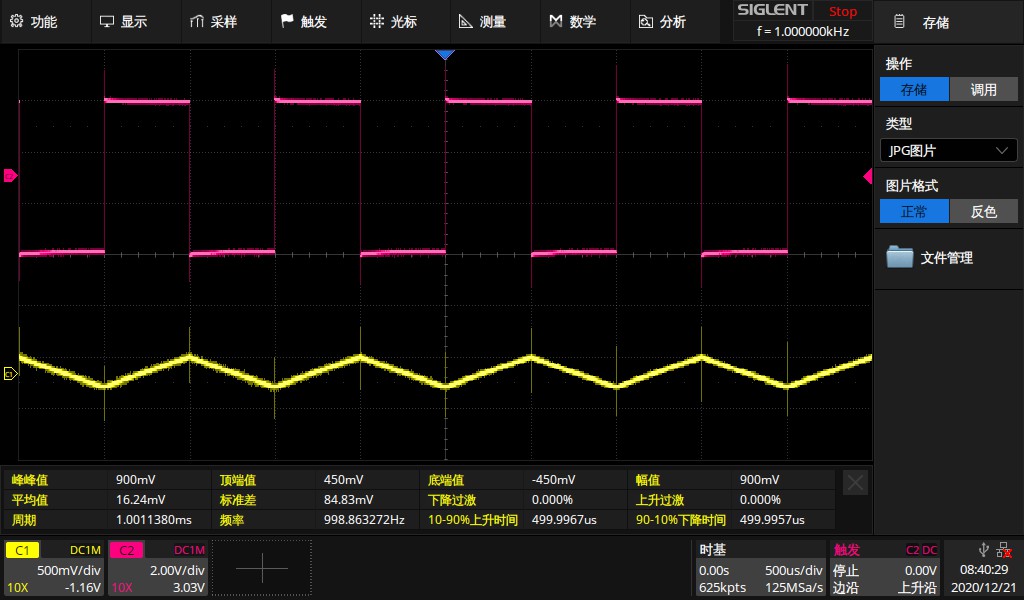 功能 显示 采样 触发 光标 测量 数学 分析
SIGLENT Stop
f = 1.000000kHz
存储
操作
存储 调用
类型
JPG图片
图片格式
正常 反色
文件管理
C1
峰峰值 900mV 顶端值 450mV 底端值 -450mV 幅值 900mV
平均值 16.24mV 标准差 84.83mV 下降过激 0.000% 上升过激 0.000%
周期 1.0011380ms 频率 998.863272Hz 10-90%上升时间 499.9967us 90-10%下降时间 499.9957us
C1 DC1M
500mV/div
10X -1.16V
C2 DC1M
2.00V/div
10X 3.03V
时基
0.00s 500us/div
625kpts 125MSa/s
触发 C2 DC
停止 0.00V
边沿 上升沿
08:40:29
2020/12/21